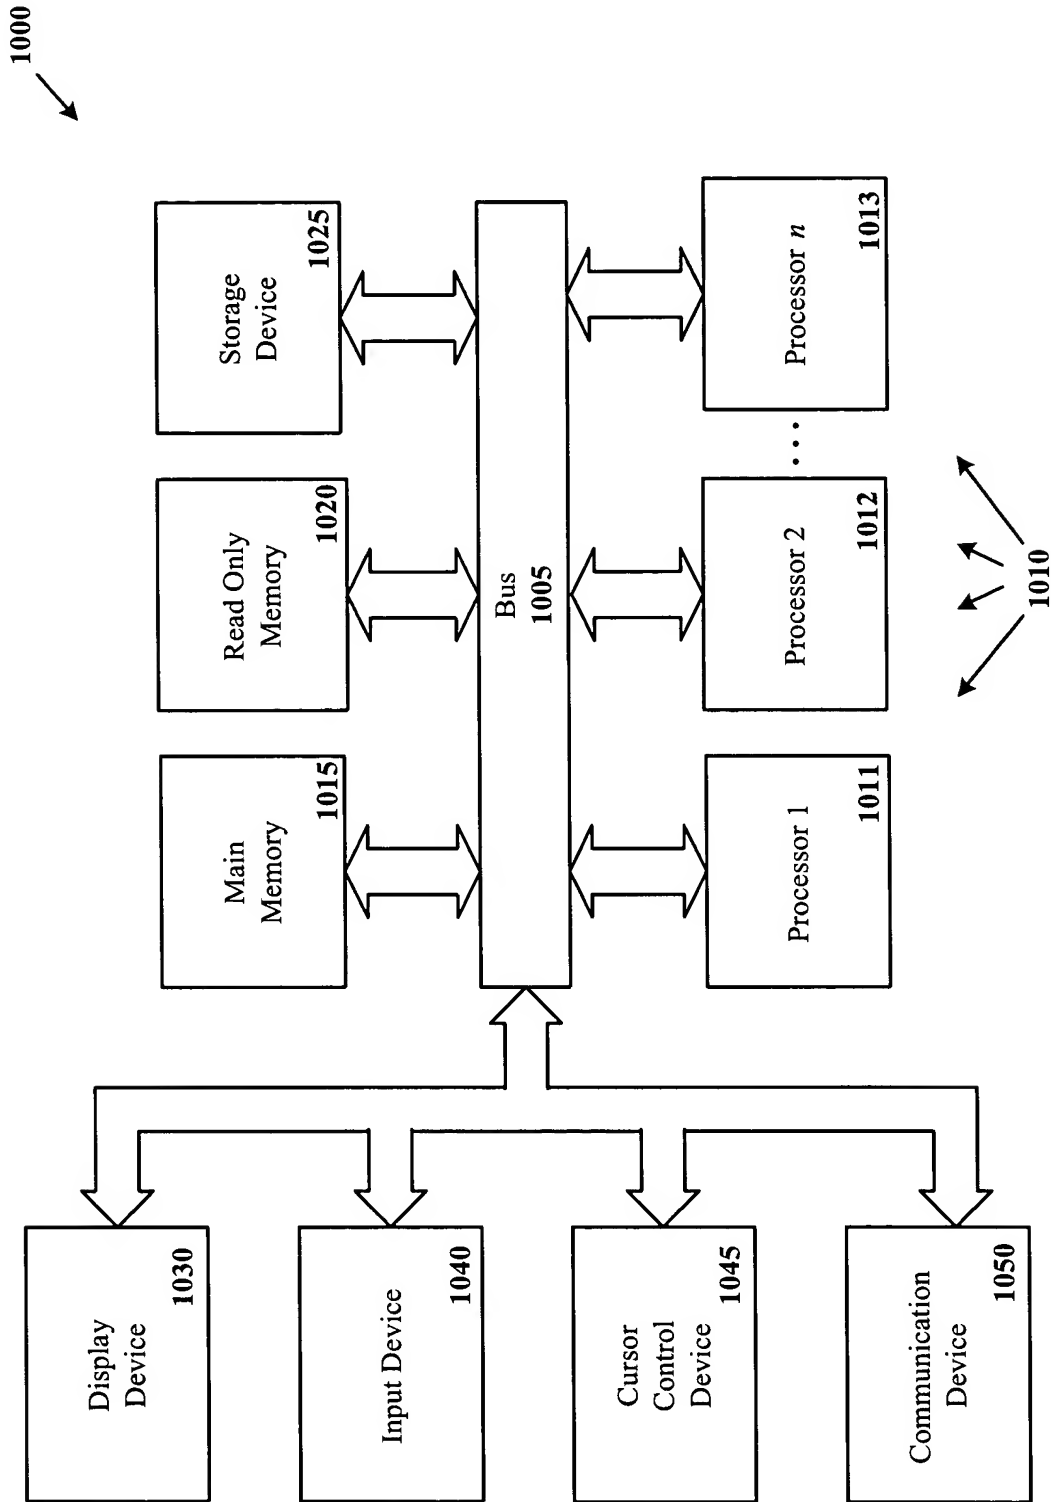 1000
Display
Device
1030
Input Device
1040
Cursor
Control
Device
1045
Communication
Device
1050
Main
Memory
1015
Read Only
Memory
1020
Storage
Device
1025
Bus
1005
Processor 1
1011
Processor 2
1012
...
Processor n
1013
1010